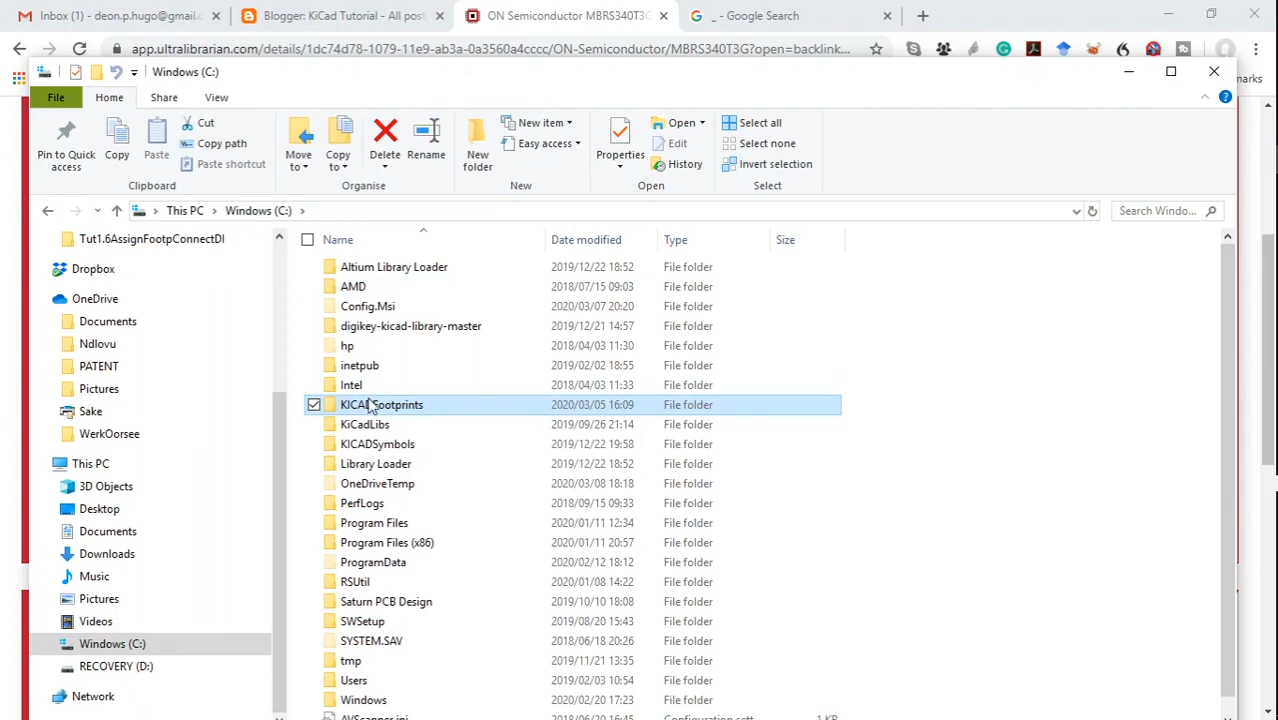 Inbox (1) - deon.p.hugo@gmail.c
Blogger: KiCad Tutorial - All post
ON Semiconductor MBRS340T3G
_ - Google Search
app.ultralibrarian.com/details/1dc74d78-1079-11e9-ab3a-0a3560a4cccc/ON-Semiconductor/MBRS340T3G?open=backlink...
Windows (C:)
File Home Share View
marks
Pin to Quick access
Copy
Paste
Cut
Copy path
Paste shortcut
Clipboard
Move to
Copy to
Delete
Rename
Organise
New folder
New item
Easy access
New
Properties
Open
Edit
History
Open
Select all
Select none
Invert selection
Select
This PC Windows (C:)
Search Windo...
Tut1.6AssignFootpConnectDI
Dropbox
OneDrive
Documents
Ndlovu
PATENT
Pictures
Sake
WerkOorsee
This PC
3D Objects
Desktop
Documents
Downloads
Music
Pictures
Videos
Windows (C:)
RECOVERY (D:)
Network
Name Date modified Type Size
Altium Library Loader 2019/12/22 18:52 File folder
AMD 2018/07/15 09:03 File folder
Config.Msi 2020/03/07 20:20 File folder
digikey-kicad-library-master 2019/12/21 14:57 File folder
hp 2018/04/03 11:30 File folder
inetpub 2019/02/02 18:55 File folder
Intel 2018/04/03 11:33 File folder
KICADFootprints 2020/03/05 16:09 File folder
KiCadLibs 2019/09/26 21:14 File folder
KICADSymbols 2019/12/22 19:58 File folder
Library Loader 2019/12/22 18:52 File folder
OneDriveTemp 2020/03/08 18:18 File folder
PerfLogs 2018/09/15 09:33 File folder
Program Files 2020/01/11 12:34 File folder
Program Files (x86) 2020/01/11 20:57 File folder
ProgramData 2020/02/12 18:12 File folder
RSUtil 2020/01/08 14:22 File folder
Saturn PCB Design 2019/10/10 18:08 File folder
SWSetup 2019/08/20 15:43 File folder
SYSTEM.SAV 2018/06/18 20:26 File folder
tmp 2019/11/21 13:35 File folder
Users 2019/02/03 10:54 File folder
Windows 2020/02/20 17:23 File folder
AVScanner.ini 2018/06/20 16:45 Configuration sett... 1 KB